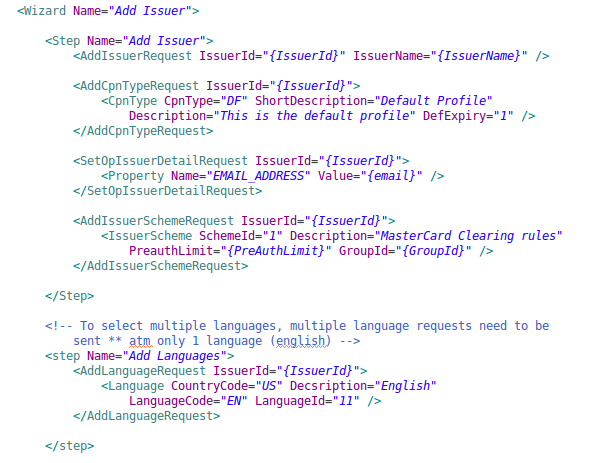 <Wizard Name="Add Issuer">
<Step Name="Add Issuer">
<AddIssuerRequest IssuerId="{IssuerId}" IssuerName="{IssuerName}" />
<AddCpnTypeRequest IssuerId="{IssuerId}">
<CpnType CpnType="DF" ShortDescription="Default Profile"
Description="This is the default profile" DefExpiry="1" />
</AddCpnTypeRequest>
<SetOpIssuerDetailRequest IssuerId="{IssuerId}">
<Property Name="EMAIL_ADDRESS" Value="{email}" />
</SetOpIssuerDetailRequest>
<AddIssuerSchemeRequest IssuerId="{IssuerId}">
<IssuerScheme SchemeId="1" Description="MasterCard Clearing rules"
PreauthLimit="{PreAuthLimit}" GroupId="{GroupId}" />
</AddIssuerSchemeRequest>
</Step>
<!-- To select multiple languages, multiple language requests need to be
sent ** atm only 1 language (english) -->
<step Name="Add Languages">
<AddLanguageRequest IssuerId="{IssuerId}">
<Language CountryCode="US" Decsription="English"
LanguageCode="EN" LanguageId="11" />
</AddLanguageRequest>
</step>